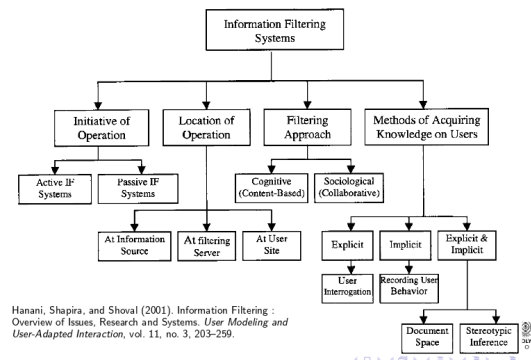 Information Filtering
Systems
Initiative of
Operation
Location of
Operation
Filtering
Approach
Methods of Acquiring
Knowledge on Users
Active IF
Systems
Passive IF
Systems
Cognitive
(Content-Based)
Sociological
(Collaborative)
At Information
Source
At filtering
Server
At User
Site
Explicit
Implicit
Explicit &
Implicit
User
Interrogation
Recording User
Behavior
Document
Space
Stereotypic
Inference
Hanani, Shapira, and Shoval (2001). Information Filtering :
Overview of Issues, Research and Systems. User Modeling and
User-Adapted Interaction, vol. 11, no. 3, 203–259.